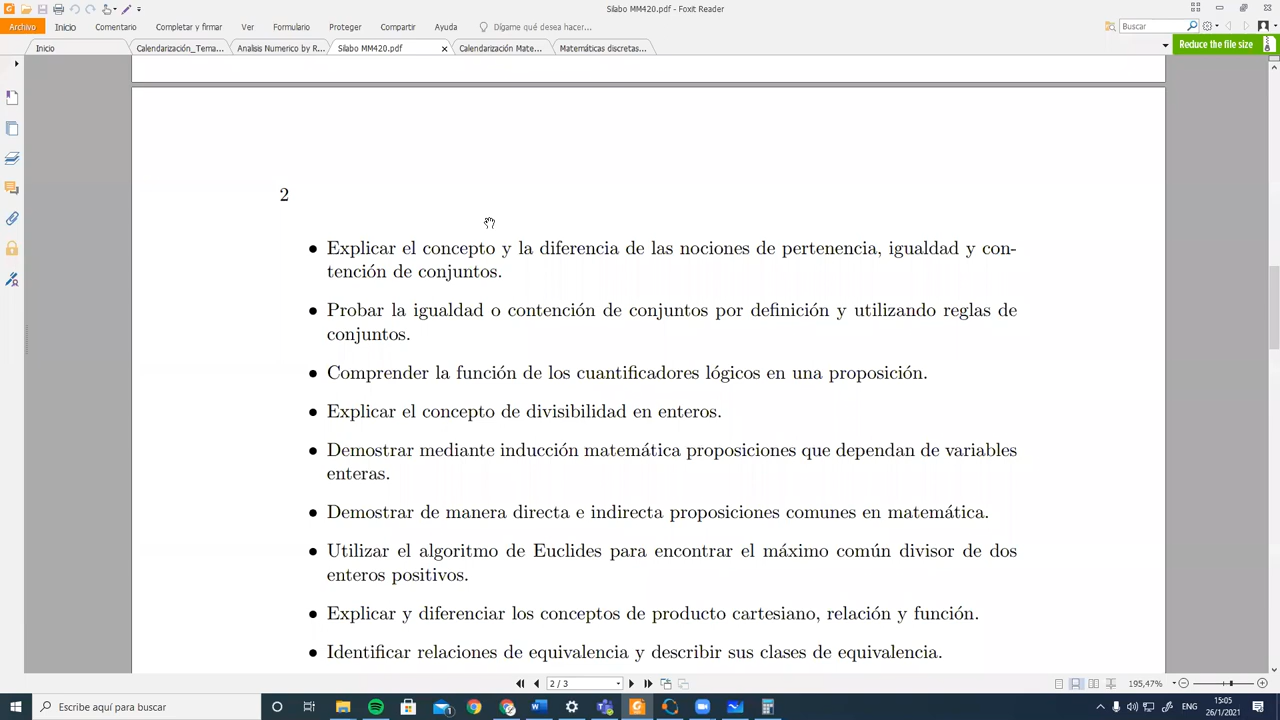 Silabo MM420.pdf - Foxit Reader
Archivo Inicio Comentario Completar y firmar Ver Formulario Proteger Compartir Ayuda Dígame qué desea hacer... Buscar
Inicio Calendarización_Tema... Analisis Numerico by R... Silabo MM420.pdf Calendarización Mate... Matemáticas discretas... Reduce the file size
2
• Explicar el concepto y la diferencia de las nociones de pertenencia, igualdad y con-
tención de conjuntos.
• Probar la igualdad o contención de conjuntos por definición y utilizando reglas de
conjuntos.
• Comprender la función de los cuantificadores lógicos en una proposición.
• Explicar el concepto de divisibilidad en enteros.
• Demostrar mediante inducción matemática proposiciones que dependan de variables
enteras.
• Demostrar de manera directa e indirecta proposiciones comunes en matemática.
• Utilizar el algoritmo de Euclides para encontrar el máximo común divisor de dos
enteros positivos.
• Explicar y diferenciar los conceptos de producto cartesiano, relación y función.
• Identificar relaciones de equivalencia y describir sus clases de equivalencia.
2 / 3 195,47%
Escribe aquí para buscar ENG 15:05
26/1/2021